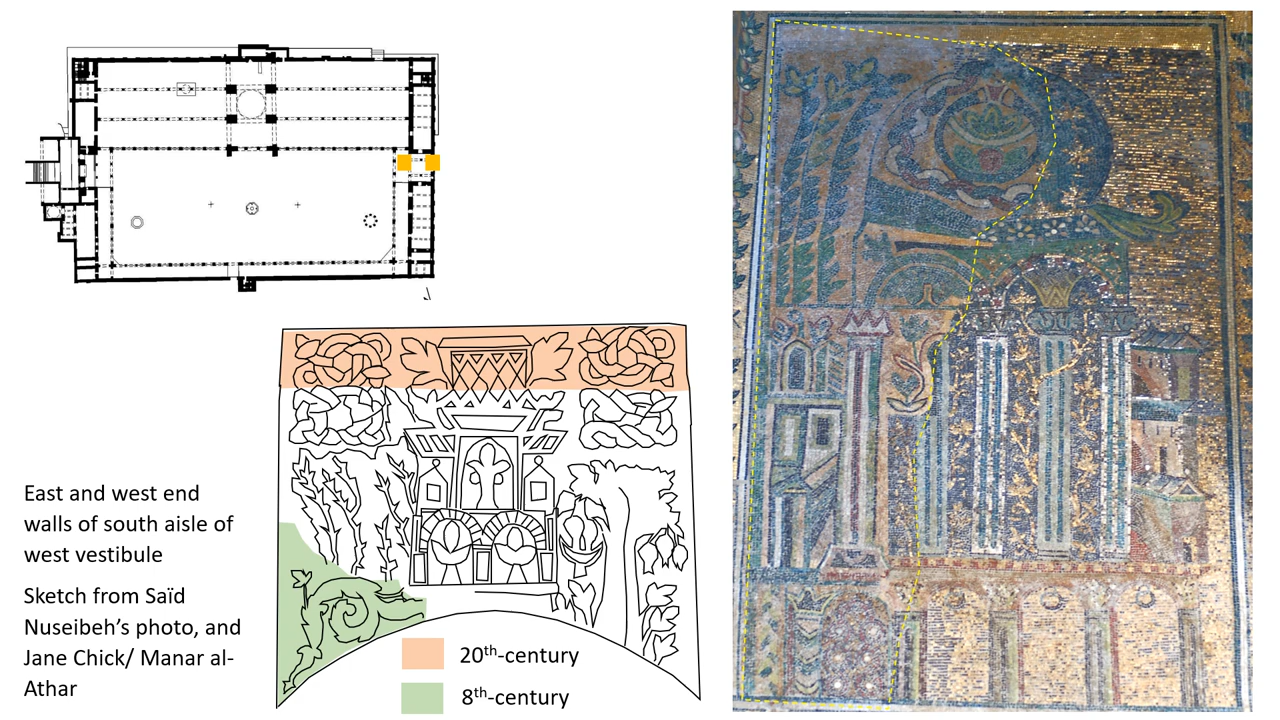 East and west end
walls of south aisle of
west vestibule
Sketch from Saïd
Nuseibeh’s photo, and
Jane Chick/ Manar al-
Athar
20th-century
8th-century